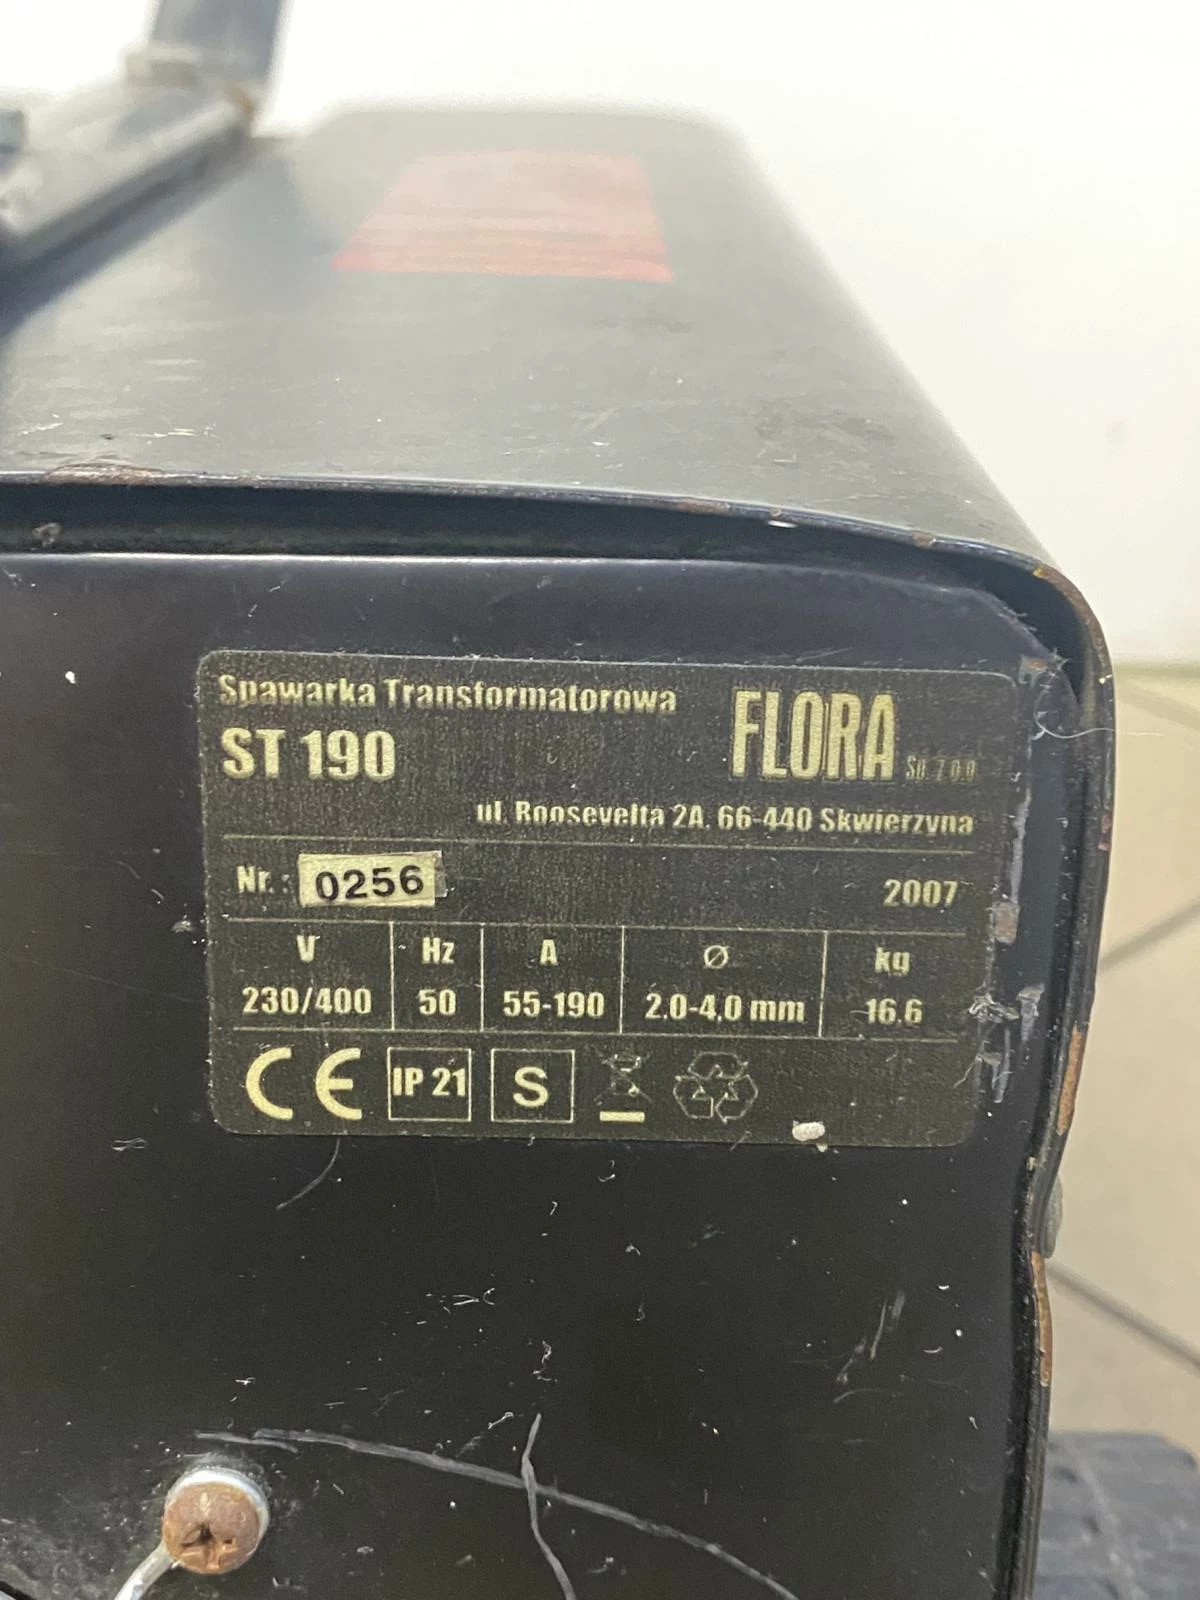 Spawarka Transformatorowa
ST 190
FLORA Sp. z o.o.
ul. Roosevelta 2A, 66-440 Skwierzyna
Nr.: 0256
2007
V Hz A Ø kg
230/400 50 55-190 2.0-4.0 mm 16.6
CE IP 21 S